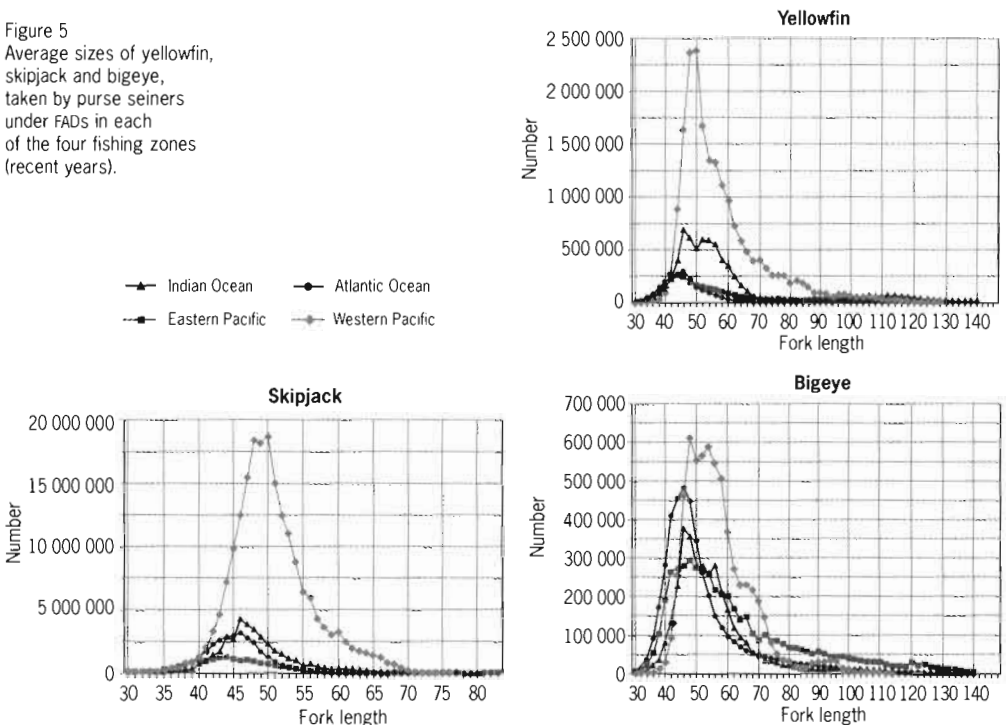 Figure 5
Average sizes of yellowfin,
skipjack and bigeye,
taken by purse seiners
under FADs in each
of the four fishing zones
(recent years).
Indian Ocean
Atlantic Ocean
Eastern Pacific
Western Pacific
Yellowfin
2 500 000
2 000 000
1 500 000
1 000 000
500 000
0
Number
30 40 50 60 70 80 90 100 110 120 130 140
Fork length
Skipjack
20 000 000
15 000 000
10 000 000
5 000 000
0
Number
30 35 40 45 50 55 60 65 70 75 80
Fork length
Bigeye
700 000
600 000
500 000
400 000
300 000
200 000
100 000
0
Number
30 40 50 60 70 80 90 100 110 120 130 140
Fork length